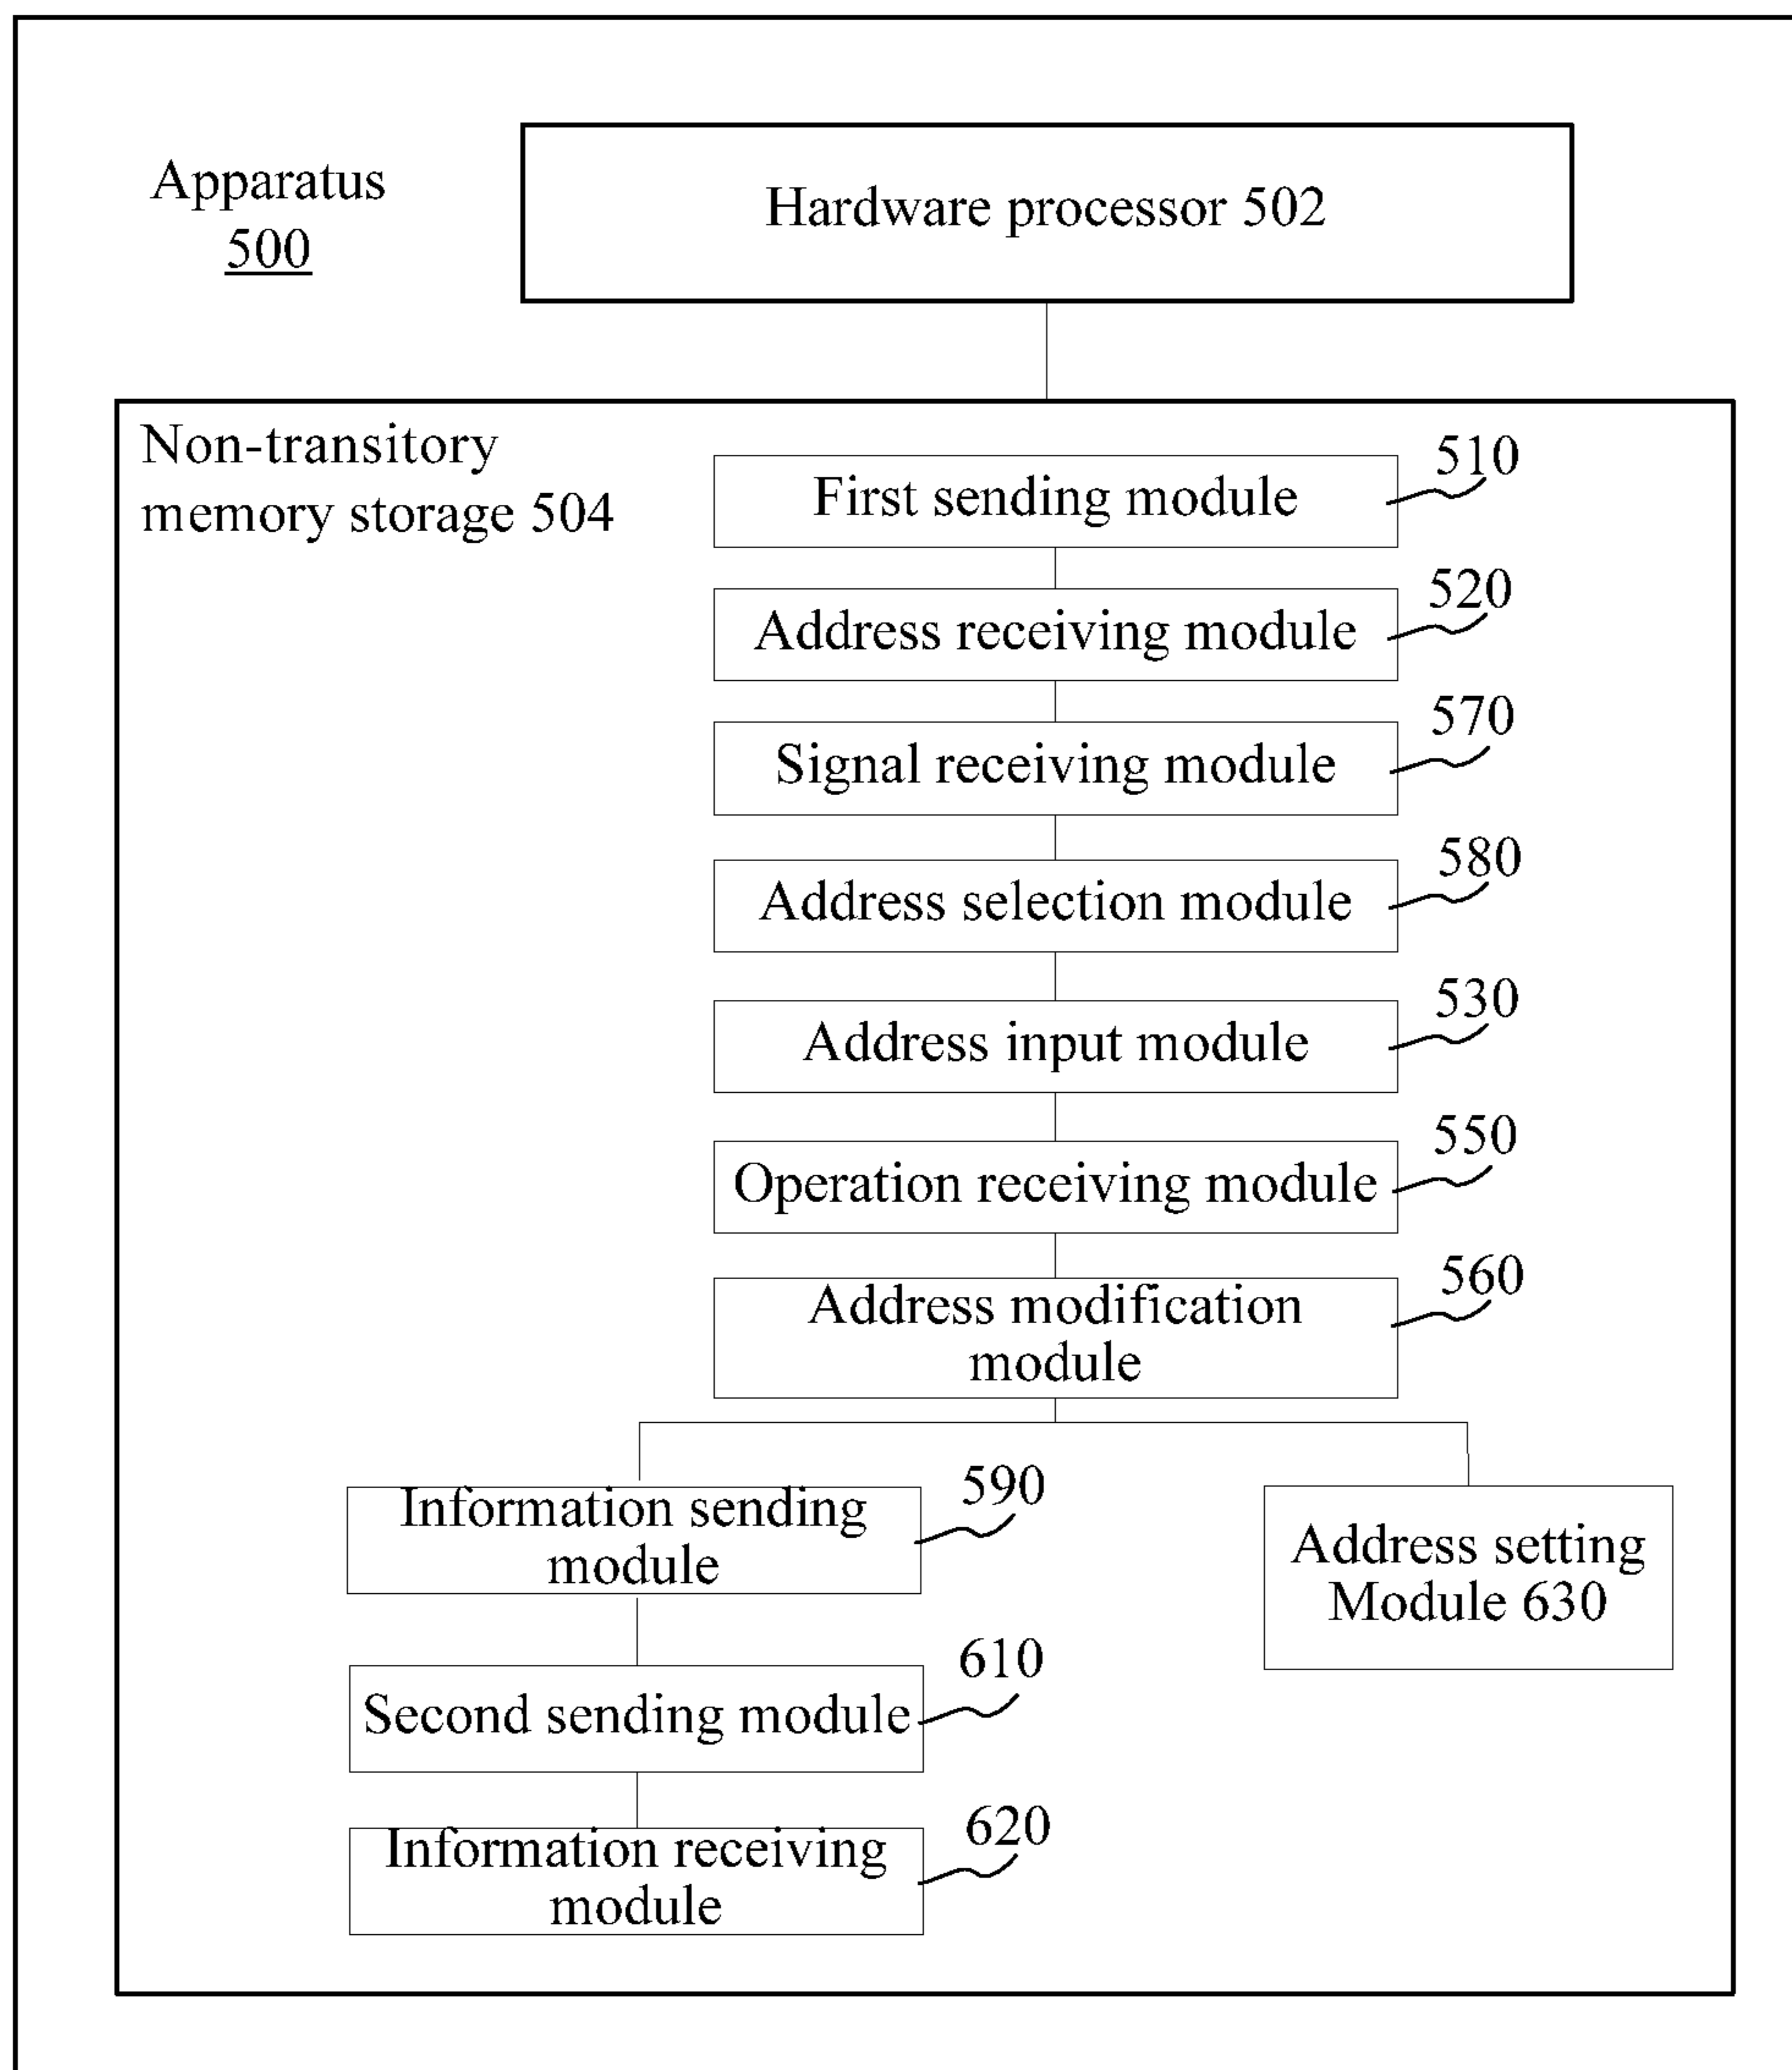 Apparatus
500
Hardware processor 502
Non-transitory
memory storage 504
First sending module
510
Address receiving module
520
Signal receiving module
570
Address selection module
580
Address input module
530
Operation receiving module
550
Address modification
module
560
Information sending
module
590
Address setting
Module 630
Second sending module
610
Information receiving
module
620